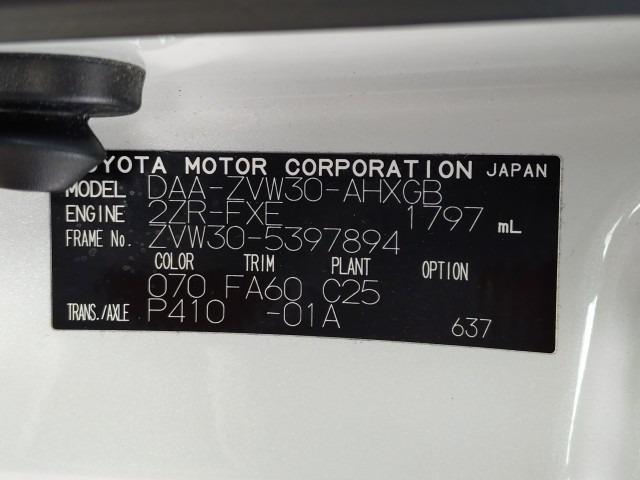 TOYOTA MOTOR CORPORATION JAPAN
MODEL DAA-ZVW30-AHXGB
ENGINE 2ZR-FXE 1797 mL
FRAME No. ZVW30-5397894
COLOR TRIM PLANT OPTION
070 FA60 C25
TRANS./AXLE P410 -01A 637